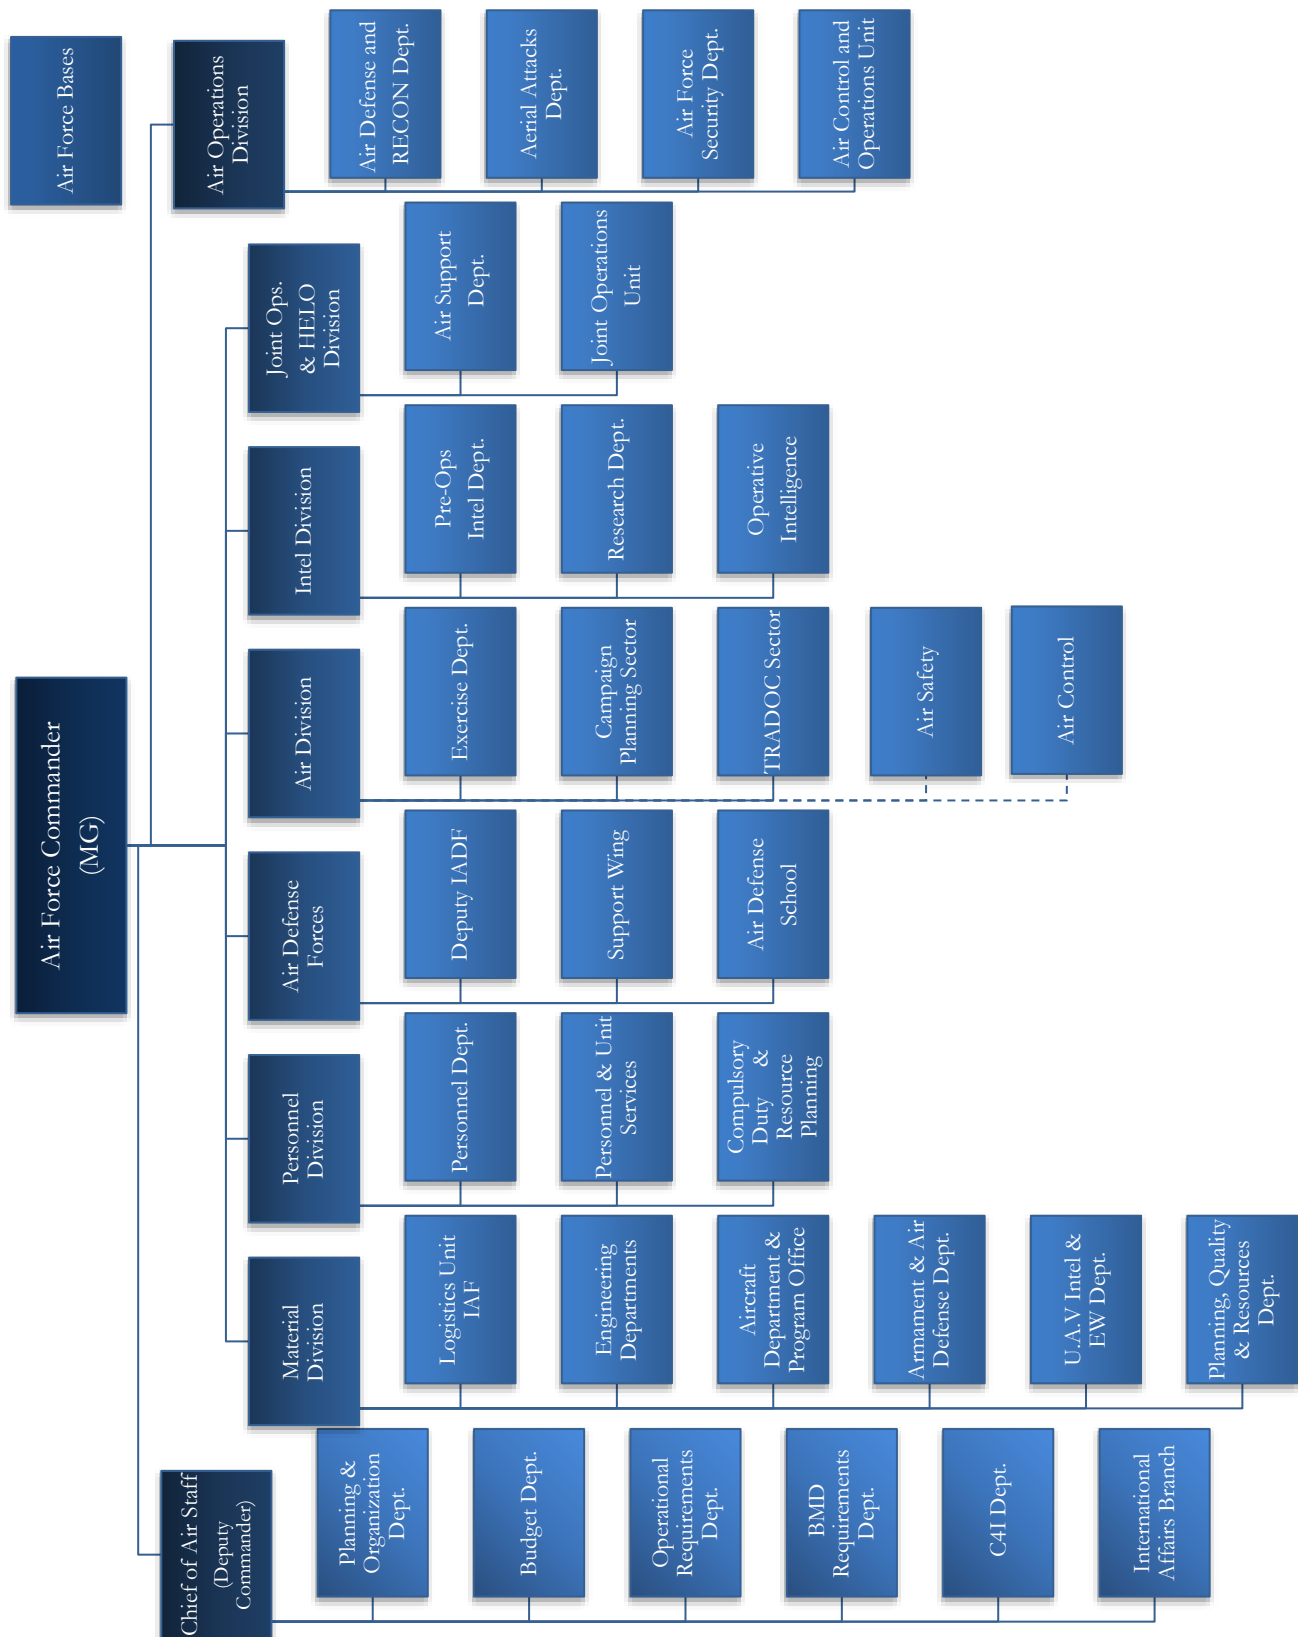 Air Force Commander
(MG)
Air Force Bases
Chief of Air Staff
(Deputy
Commander)
Planning &
Organization
Dept.
Budget Dept.
Operational
Requirements
Dept.
BMD
Requirements
Dept.
C4I Dept.
International
Affairs Branch
Material
Division
Logistics Unit
IAF
Engineering
Departments
Aircraft
Department &
Program Office
Armament & Air
Defense Dept.
U.A.V Intel &
EW Dept.
Planning, Quality
& Resources
Dept.
Personnel
Division
Personnel Dept.
Personnel & Unit
Services
Compulsory
Duty &
Resource
Planning
Air Defense
Forces
Deputy IADF
Support Wing
Air Defense
School
Air Division
Exercise Dept.
Campaign
Planning Sector
TRADOC Sector
Air Safety
Air Control
Intel Division
Pre-Ops
Intel Dept.
Research Dept.
Operative
Intelligence
Joint Ops.
& HELO
Division
Air Support
Dept.
Joint Operations
Unit
Air Operations
Division
Air Defense and
RECON Dept.
Aerial Attacks
Dept.
Air Force
Security Dept.
Air Control and
Operations Unit